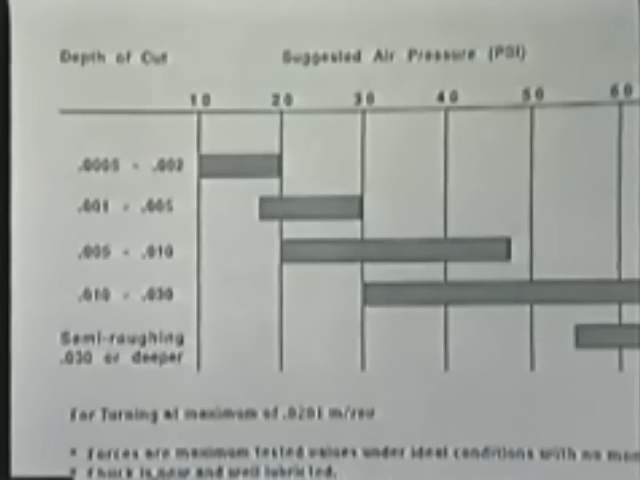 Depth of Cut Suggested Air Pressure (PSI)
10 20 30 40 50 60
.0005 - .002
.001 - .005
.005 - .010
.010 - .030
Semi-roughing
.030 or deeper
For Turning at maximum of .0201 m/rev
* Forces are maximum tested values under ideal conditions with no
* Chuck is new and well lubricated.